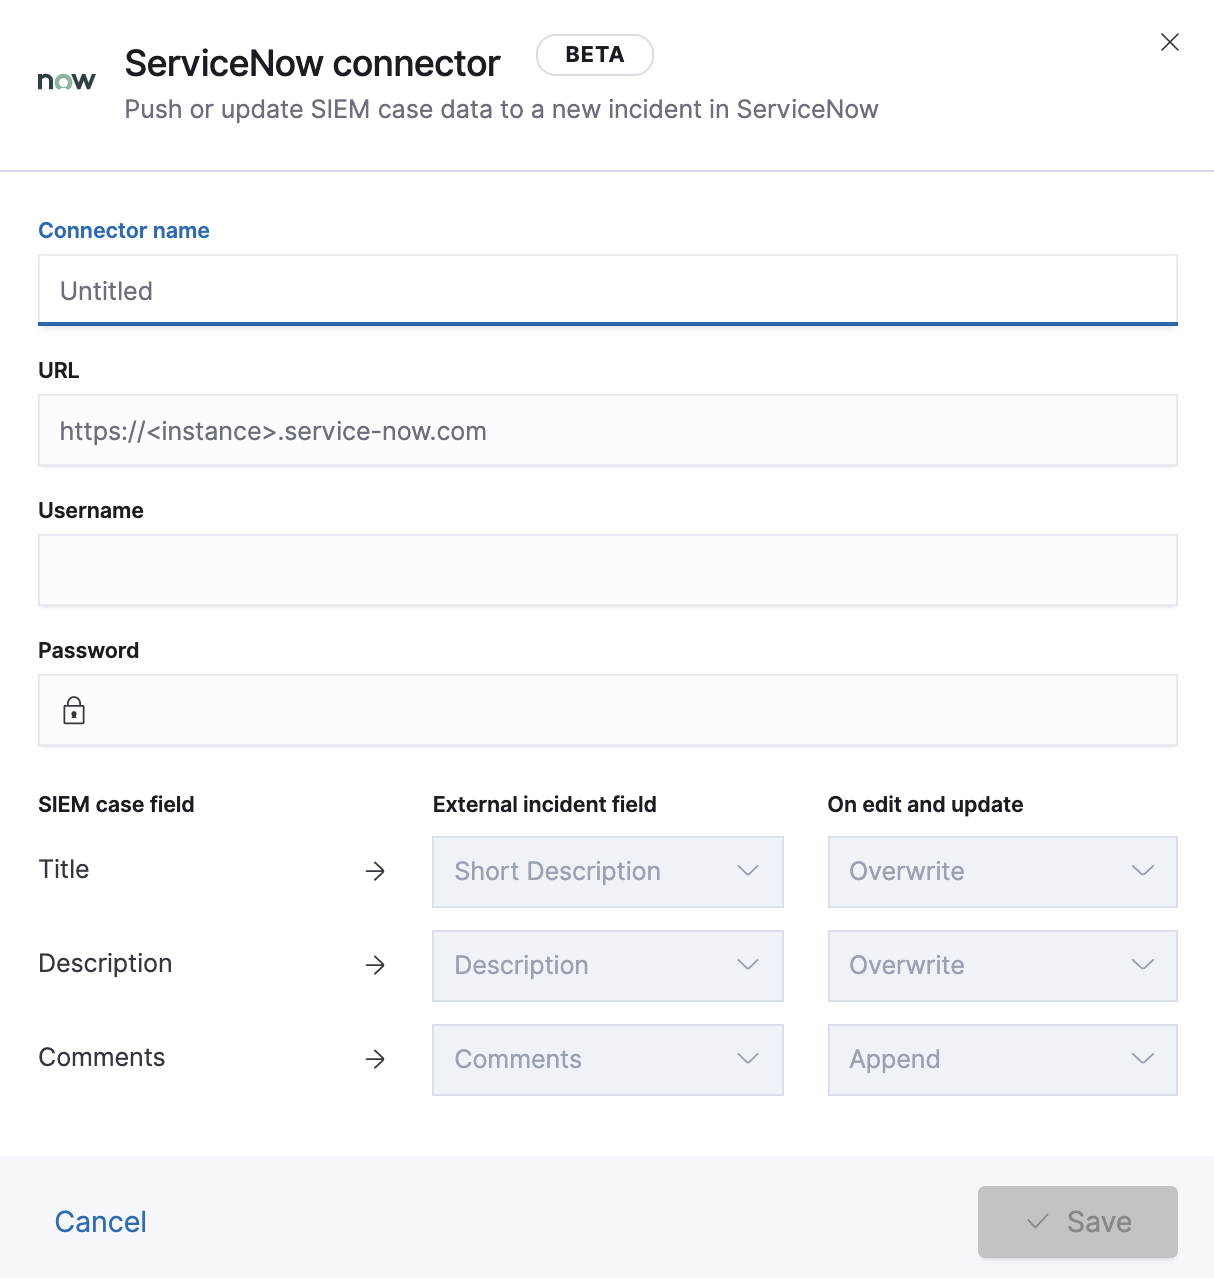 now
ServiceNow connector BETA
Push or update SIEM case data to a new incident in ServiceNow
Connector name
Untitled
URL
https://<instance>.service-now.com
Username
Password
SIEM case field External incident field On edit and update
Title Short Description Overwrite
Description Description Overwrite
Comments Comments Append
Cancel Save